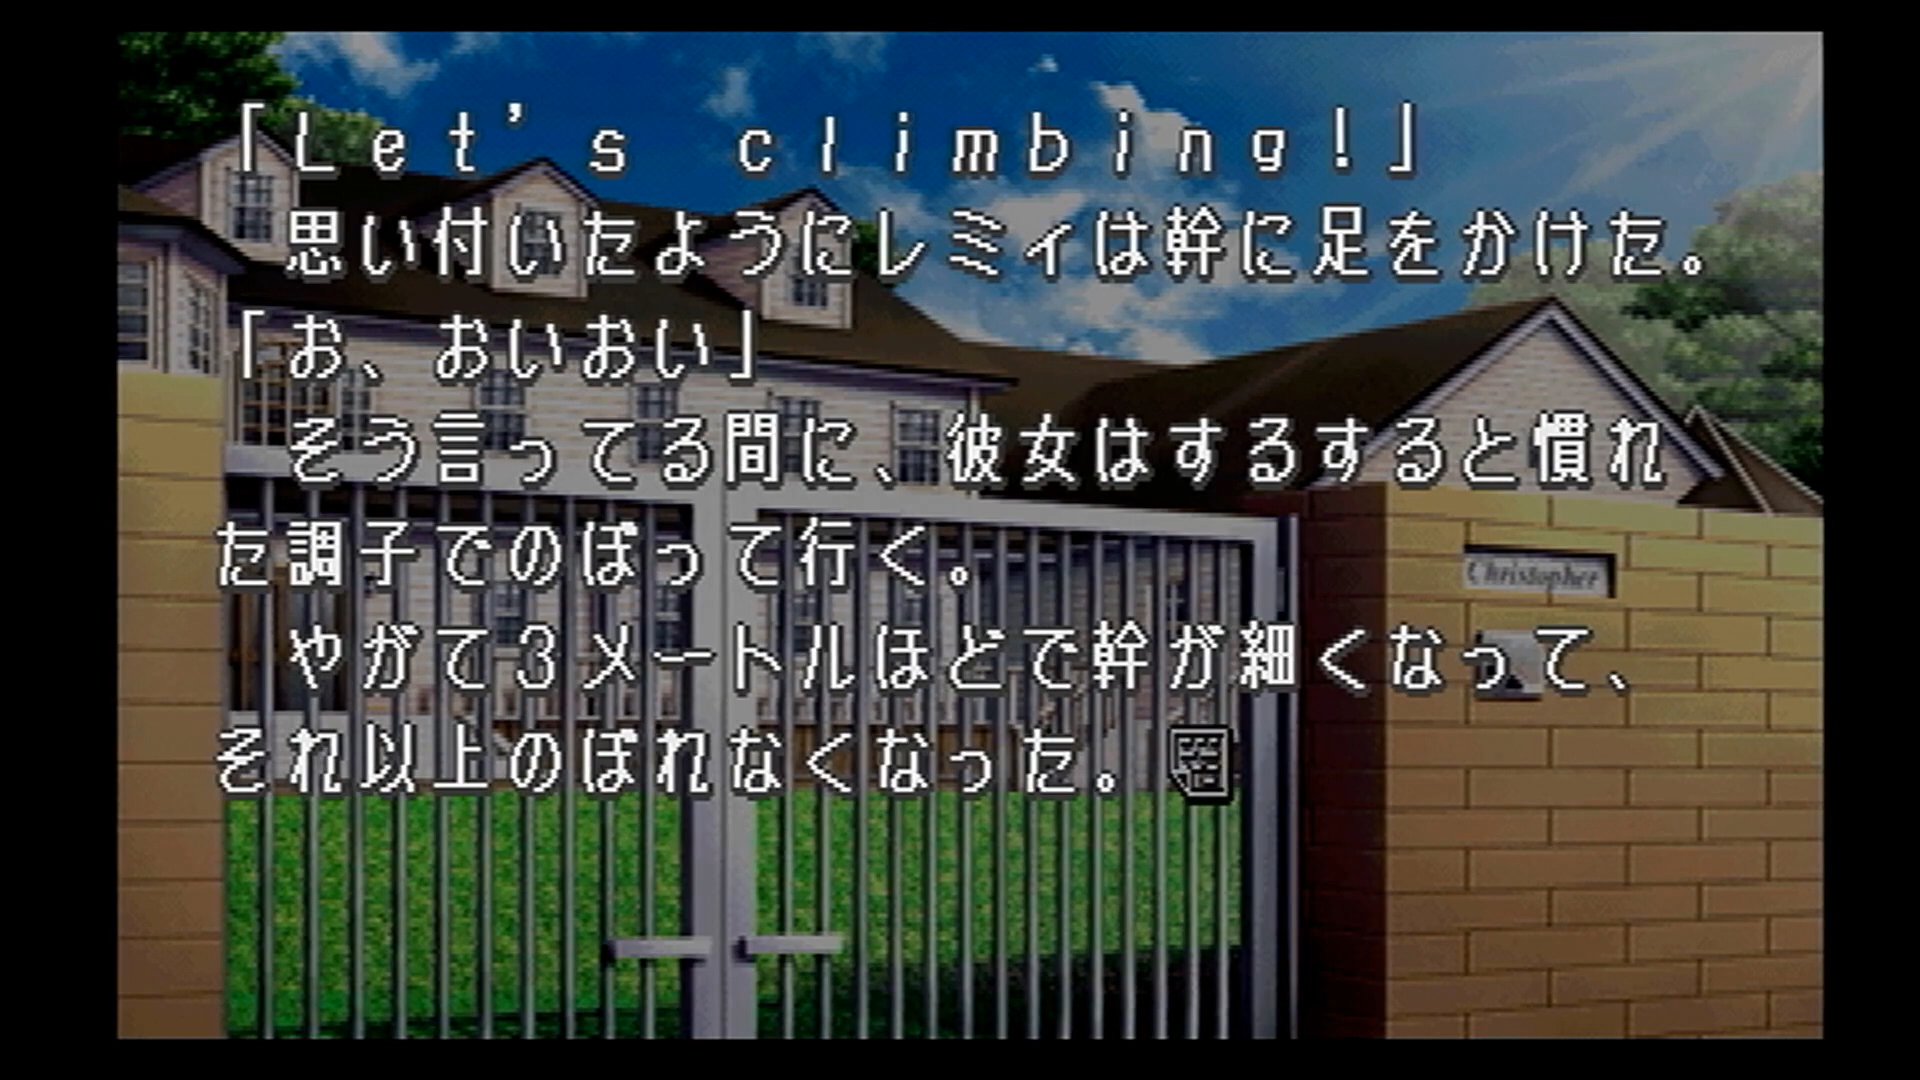 「Let's climbing!」
思い付いたようにレミィは幹に足をかけた。
「お、おいおい」
そう言ってる間に、彼女はするすると慣れ
た調子でのぼって行く。
やがて3メートルほどで幹が細くなって、
それ以上のぼれなくなった。
Christopher